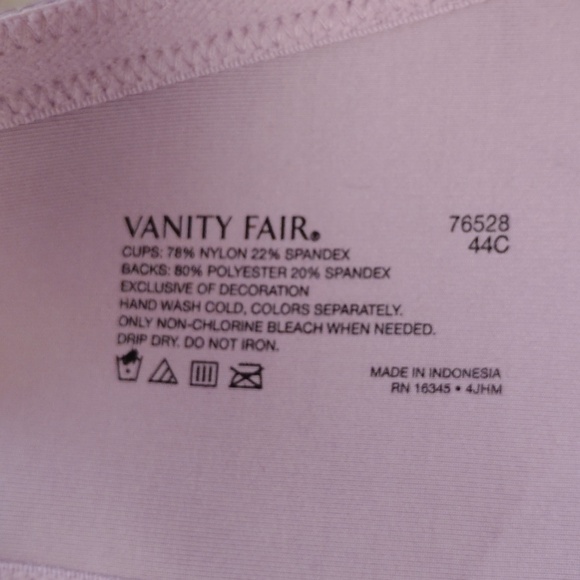 VANITY FAIR®
76528
44C
CUPS: 78% NYLON 22% SPANDEX
BACKS: 80% POLYESTER 20% SPANDEX
EXCLUSIVE OF DECORATION
HAND WASH COLD, COLORS SEPARATELY.
ONLY NON-CHLORINE BLEACH WHEN NEEDED.
DRIP DRY. DO NOT IRON.
MADE IN INDONESIA
RN 16345 • 4JHM